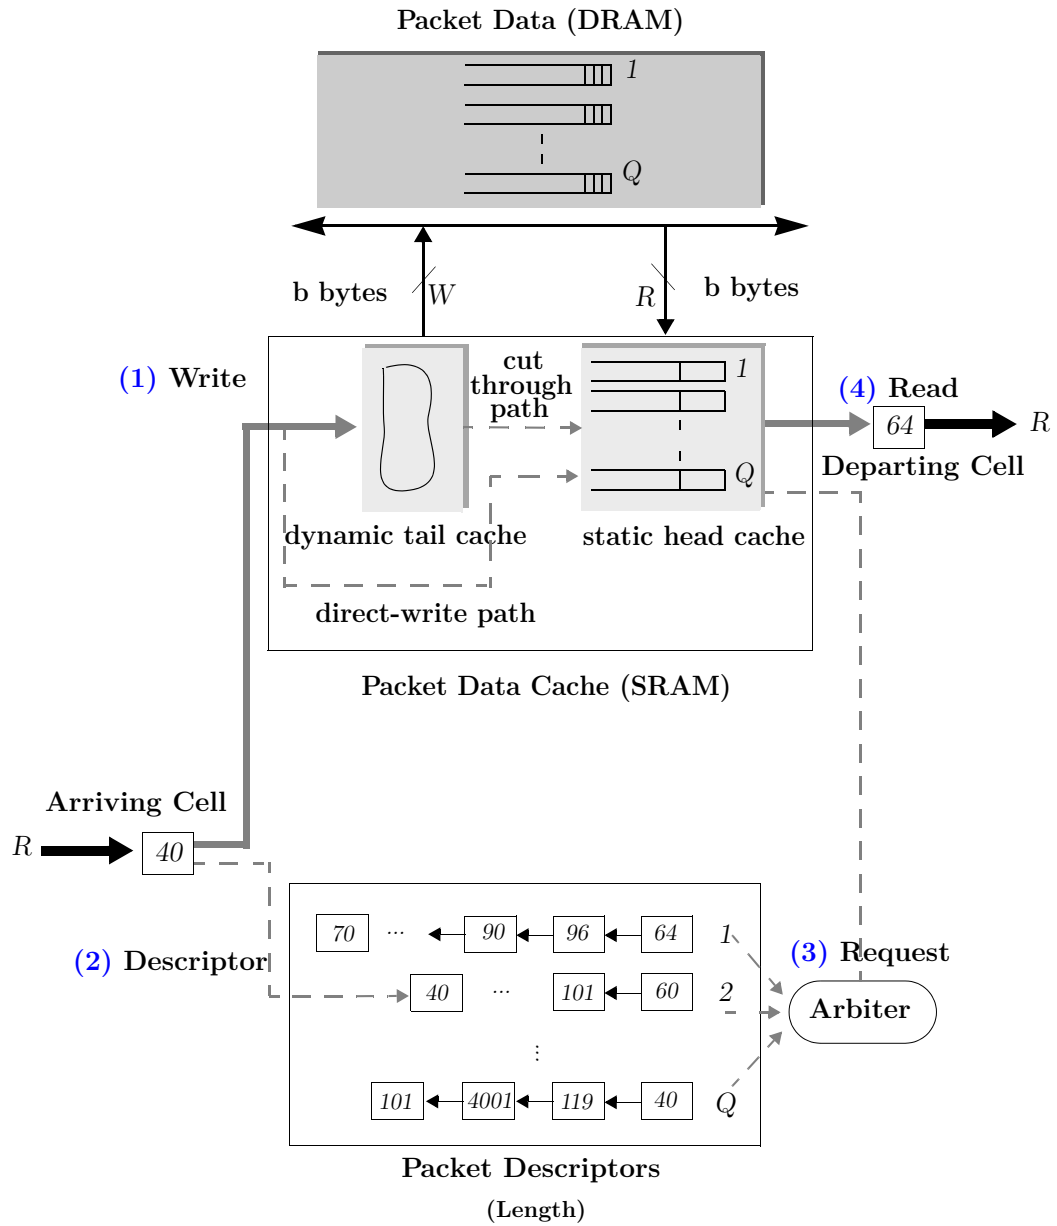 Packet Data (DRAM)
1
Q
b bytes
W
R
b bytes
(1) Write
cut
through
path
1
Q
(4) Read
64
R
Departing Cell
dynamic tail cache
static head cache
direct-write path
Packet Data Cache (SRAM)
Arriving Cell
R
40
(2) Descriptor
70 ... 90 96 64 1
40 ... 101 60 2
...
101 4001 119 40 Q
(3) Request
Arbiter
Packet Descriptors
(Length)